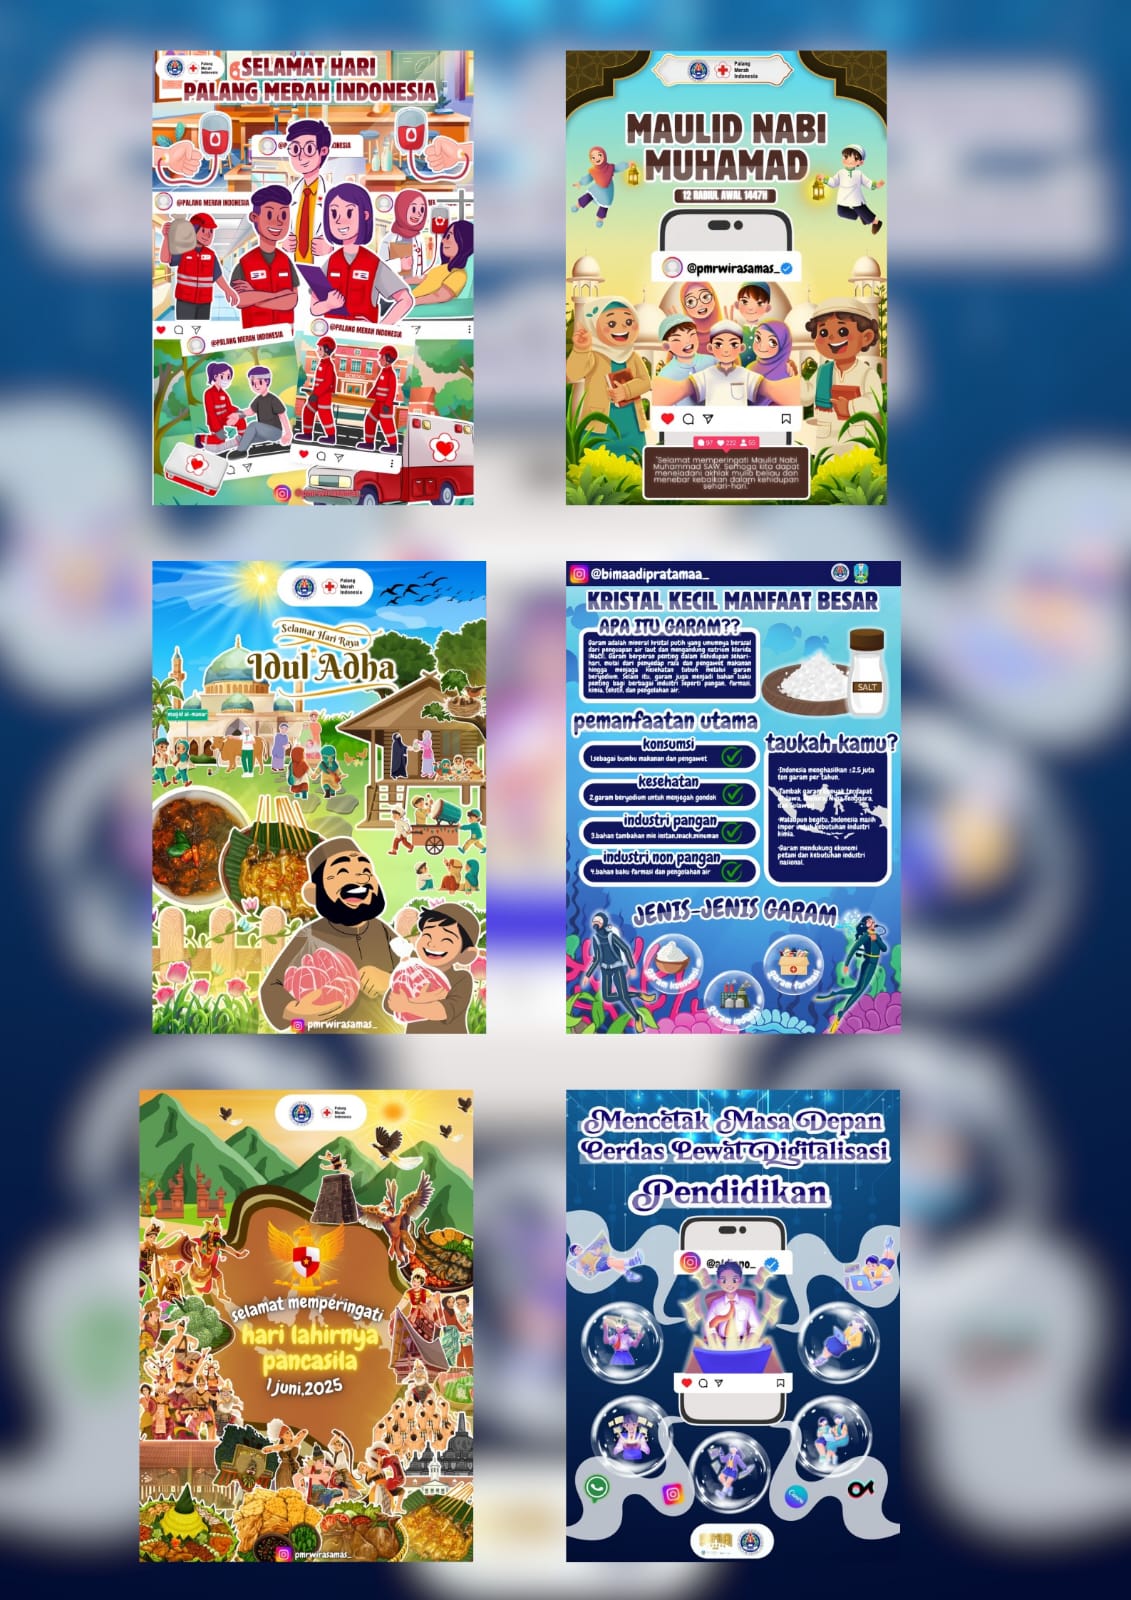 Palang
Merah
Indonesia
SELAMAT HARI
PALANG MERAH INDONESIA
@PALANG MERAH INDONESIA
@PALANG MERAH INDONESIA
@PALANG MERAH INDONESIA
Palang
Merah
Indonesia
MAULID NABI
MUHAMAD
12 RABIUL AWAL 1447H
@pmrwirasamas_
97 222 55
"Selamat memperingati Maulid Nabi
Muhammad SAW. Semoga kita dapat
meneladani akhlak mulia beliau dan
menebar kebaikan dalam kehidupan
sehari-hari."
Palang
Merah
Indonesia
Selamat Hari Raya
Idul Adha
masjid al-manar
pmrwirasamas_
@bimaadipratamaa_
KRISTAL KECIL MANFAAT BESAR
APA ITU GARAM??
Garam adalah mineral kristal putih yang umumnya berasal
dari penguapan air laut dan mengandung natrium klorida
(NaCl). Garam berperan penting dalam kehidupan sehari-
hari, mulai dari penyedap rasa dan pengawet makanan
hingga menjaga kesehatan tubuh melalui garam
beryodium. Selain itu, garam juga menjadi bahan baku
penting bagi berbagai industri seperti pangan, farmasi,
kimia, tekstil, dan pengolahan air.
SALT
pemanfaatan utama
konsumsi
1.sebagai bumbu makanan dan pengawet
kesehatan
2.garam beryodium untuk menjegah gondok
industri pangan
3.bahan tambahan mie instan,snack,minuman
industri non pangan
4.bahan baku farmasi dan pengolahan air
taukah kamu?
·Indonesia menghasilkan ±2,5 juta
ton garam per tahun.
·Tambak garam banyak terdapat
Nusa Tenggara,
·Walaupun begitu, Indonesia masih
impor untuk kebutuhan industri
kimia.
·Garam mendukung ekonomi
petani dan kebutuhan industri
nasional.
JENIS-JENIS GARAM
garam konsumsi
garam farmasi
garam
Palang
Merah
Indonesia
selamat memperingati
hari lahirnya
pancasila
1 juni,2025
pmrwirasamas_
Mencetak Masa Depan
Cerdas Lewat Digitalisasi
Pendidikan
Canva